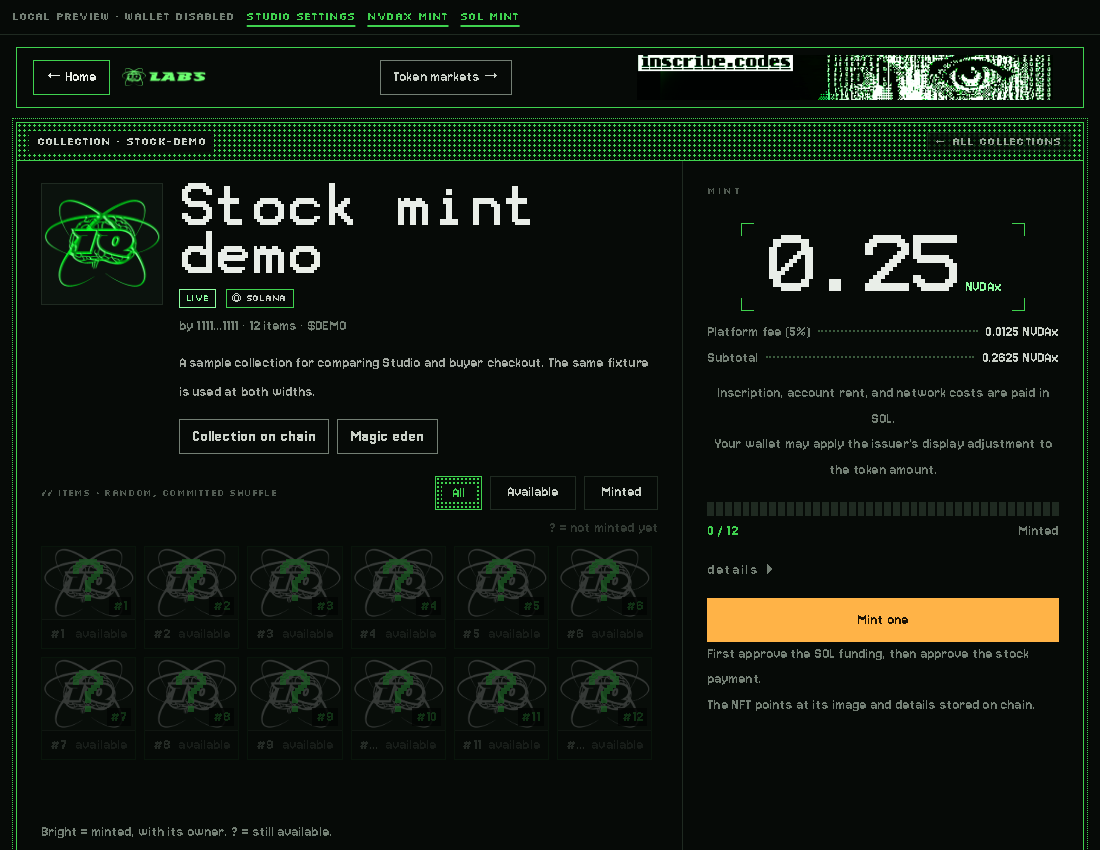 LOCAL PREVIEW · WALLET DISABLED STUDIO SETTINGS NVDAX MINT SOL MINT
← Home IQ LABS Token markets → inscribe.codes
COLLECTION · STOCK-DEMO ← ALL COLLECTIONS
IQ
Stock mint
demo
LIVE SOLANA
by 1111...1111 · 12 items · $DEMO
A sample collection for comparing Studio and buyer checkout. The same fixture
is used at both widths.
Collection on chain Magic eden
// ITEMS · RANDOM, COMMITTED SHUFFLE All Available Minted
? = not minted yet
? ? ? ? ? ?
#1 #2 #3 #4 #5 #6
#1 available #2 available #3 available #4 available #5 available #6 available
? ? ? ? ? ?
#7 #8 #9 #10 #11 #12
#7 available #8 available #9 available #... available #11 available #... available
Bright = minted, with its owner. ? = still available.
MINT
0.25 NVDAx
Platform fee (5%) 0.0125 NVDAx
Subtotal 0.2625 NVDAx
Inscription, account rent, and network costs are paid in
SOL.
Your wallet may apply the issuer's display adjustment to
the token amount.
0 / 12 Minted
details
Mint one
First approve the SOL funding, then approve the stock
payment.
The NFT points at its image and details stored on chain.